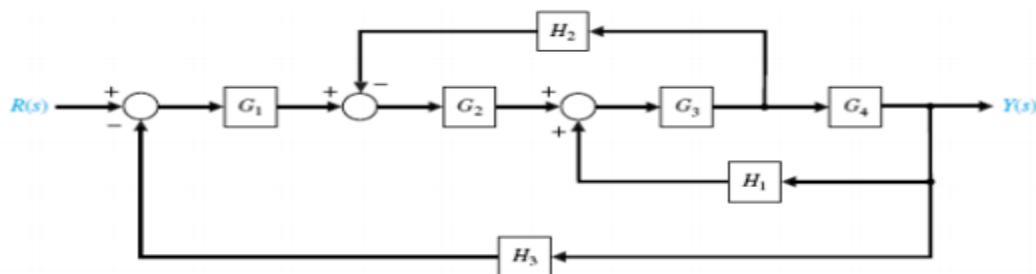 H₂
+ − 
R(s) + G₁ + G₂ + G₃ G₄ Y(s)
− +
H₁
H₃